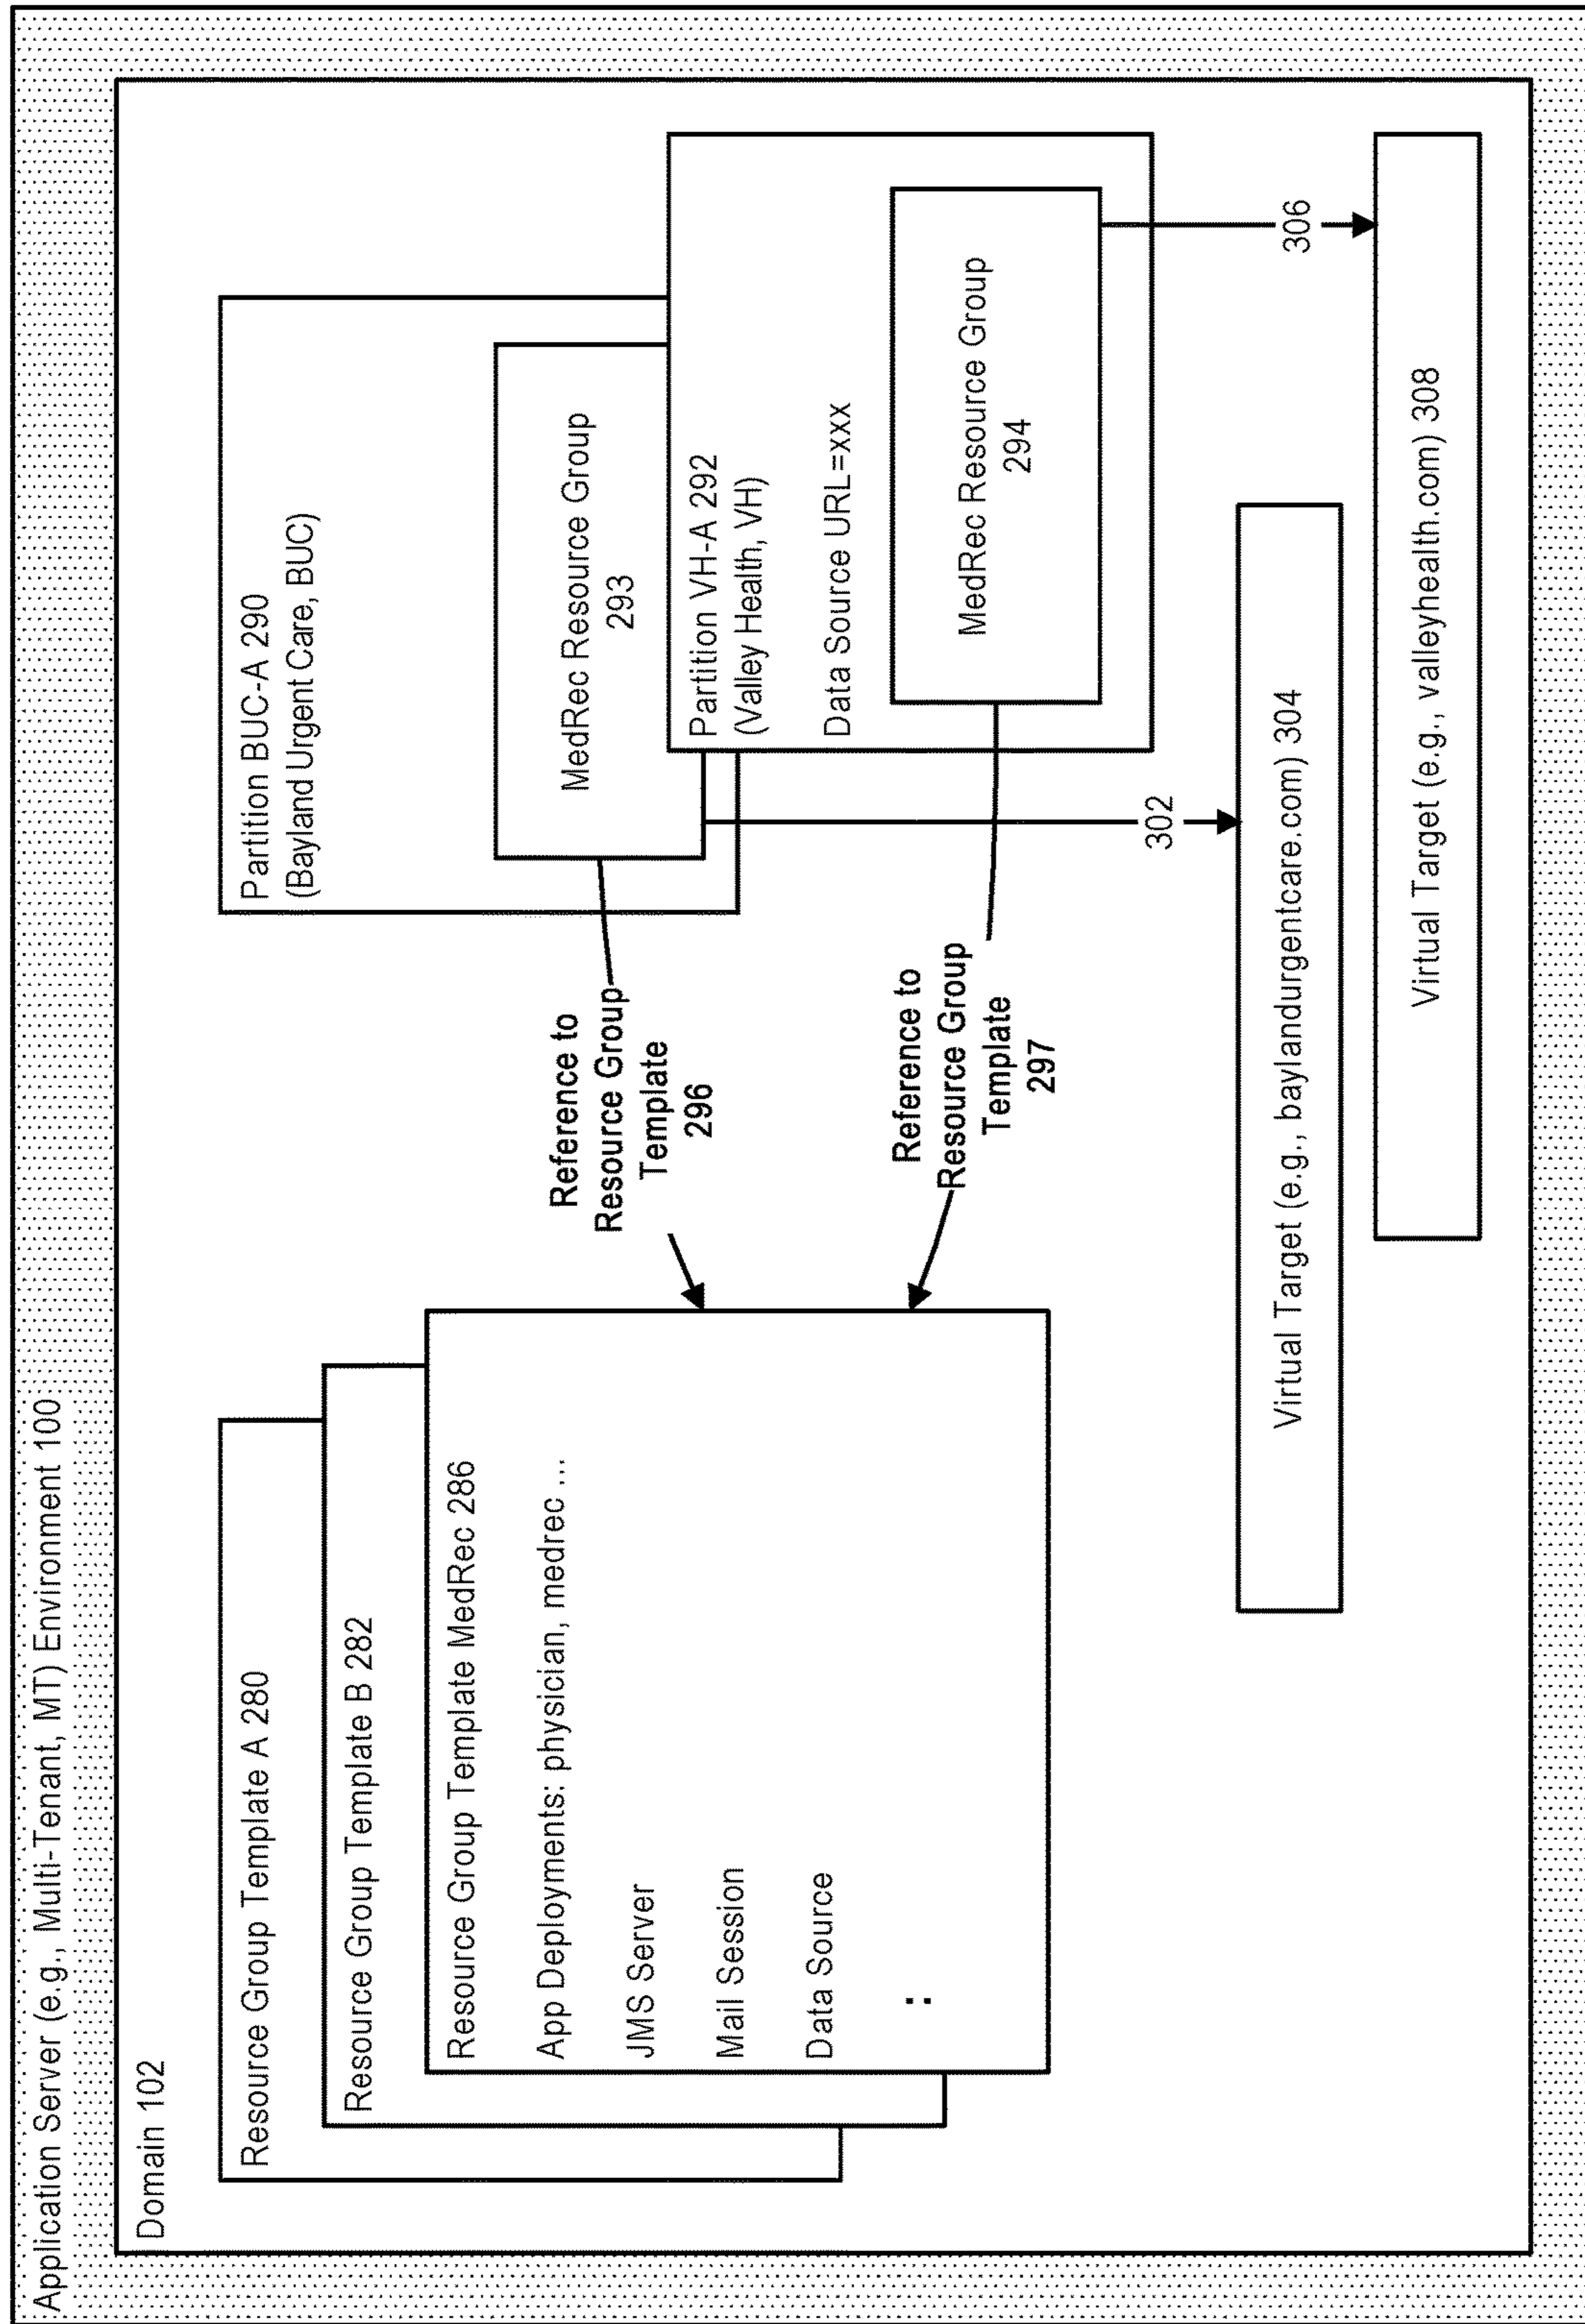 Application Server (e.g., Multi-Tenant, MT) Environment 100
Domain 102
Resource Group Template A 280
Resource Group Template B 282
Resource Group Template MedRec 286
App Deployments: physician, medrec ...
JMS Server
Mail Session
Data Source
:
Reference to
Resource Group
Template
296
Reference to
Resource Group
Template
297
Partition BUC-A 290
(Bayland Urgent Care, BUC)
MedRec Resource Group
293
Partition VH-A 292
(Valley Health, VH)
Data Source URL=xxx
MedRec Resource Group
294
302
306
Virtual Target (e.g., baylandurgentcare.com) 304
Virtual Target (e.g., valleyhealth.com) 308